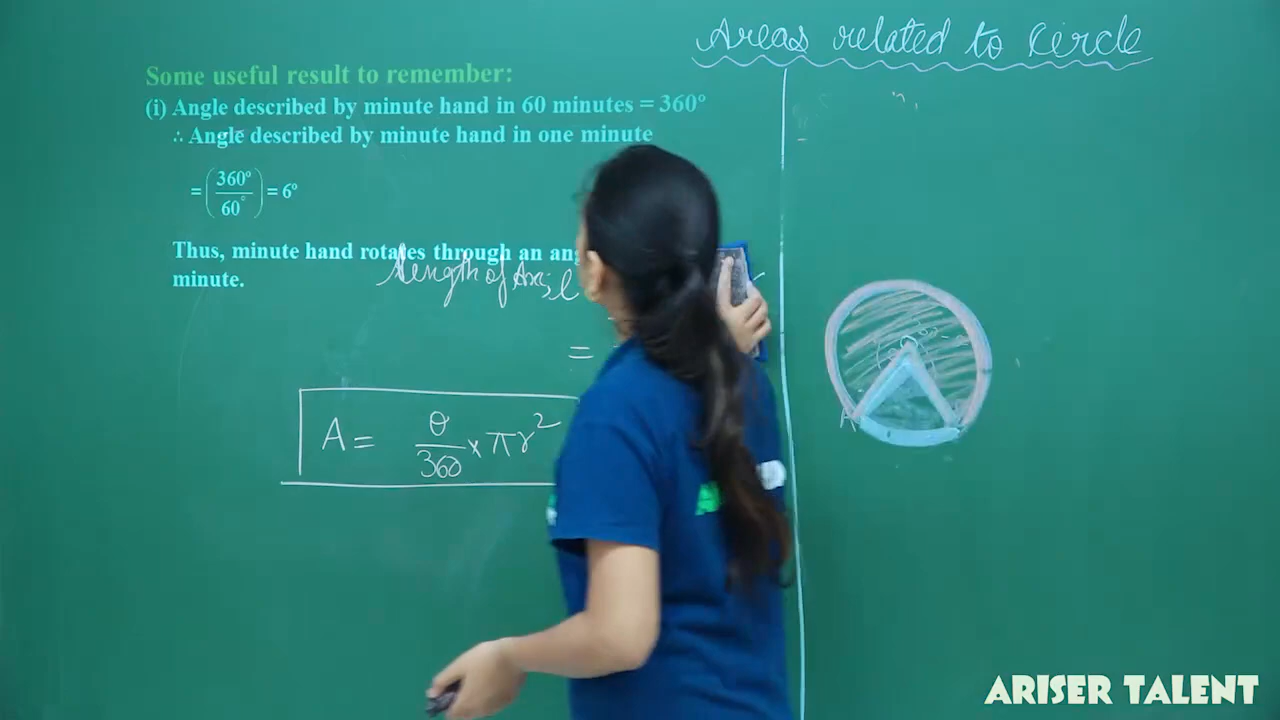 Areas related to circle
Some useful result to remember:
(i) Angle described by minute hand in 60 minutes = 360°
∴ Angle described by minute hand in one minute
= (360°/60°) = 6°
Thus, minute hand rotates through an
minute.
length of Arc, l
=
A = θ/360 × πr²
A
ARISER TALENT